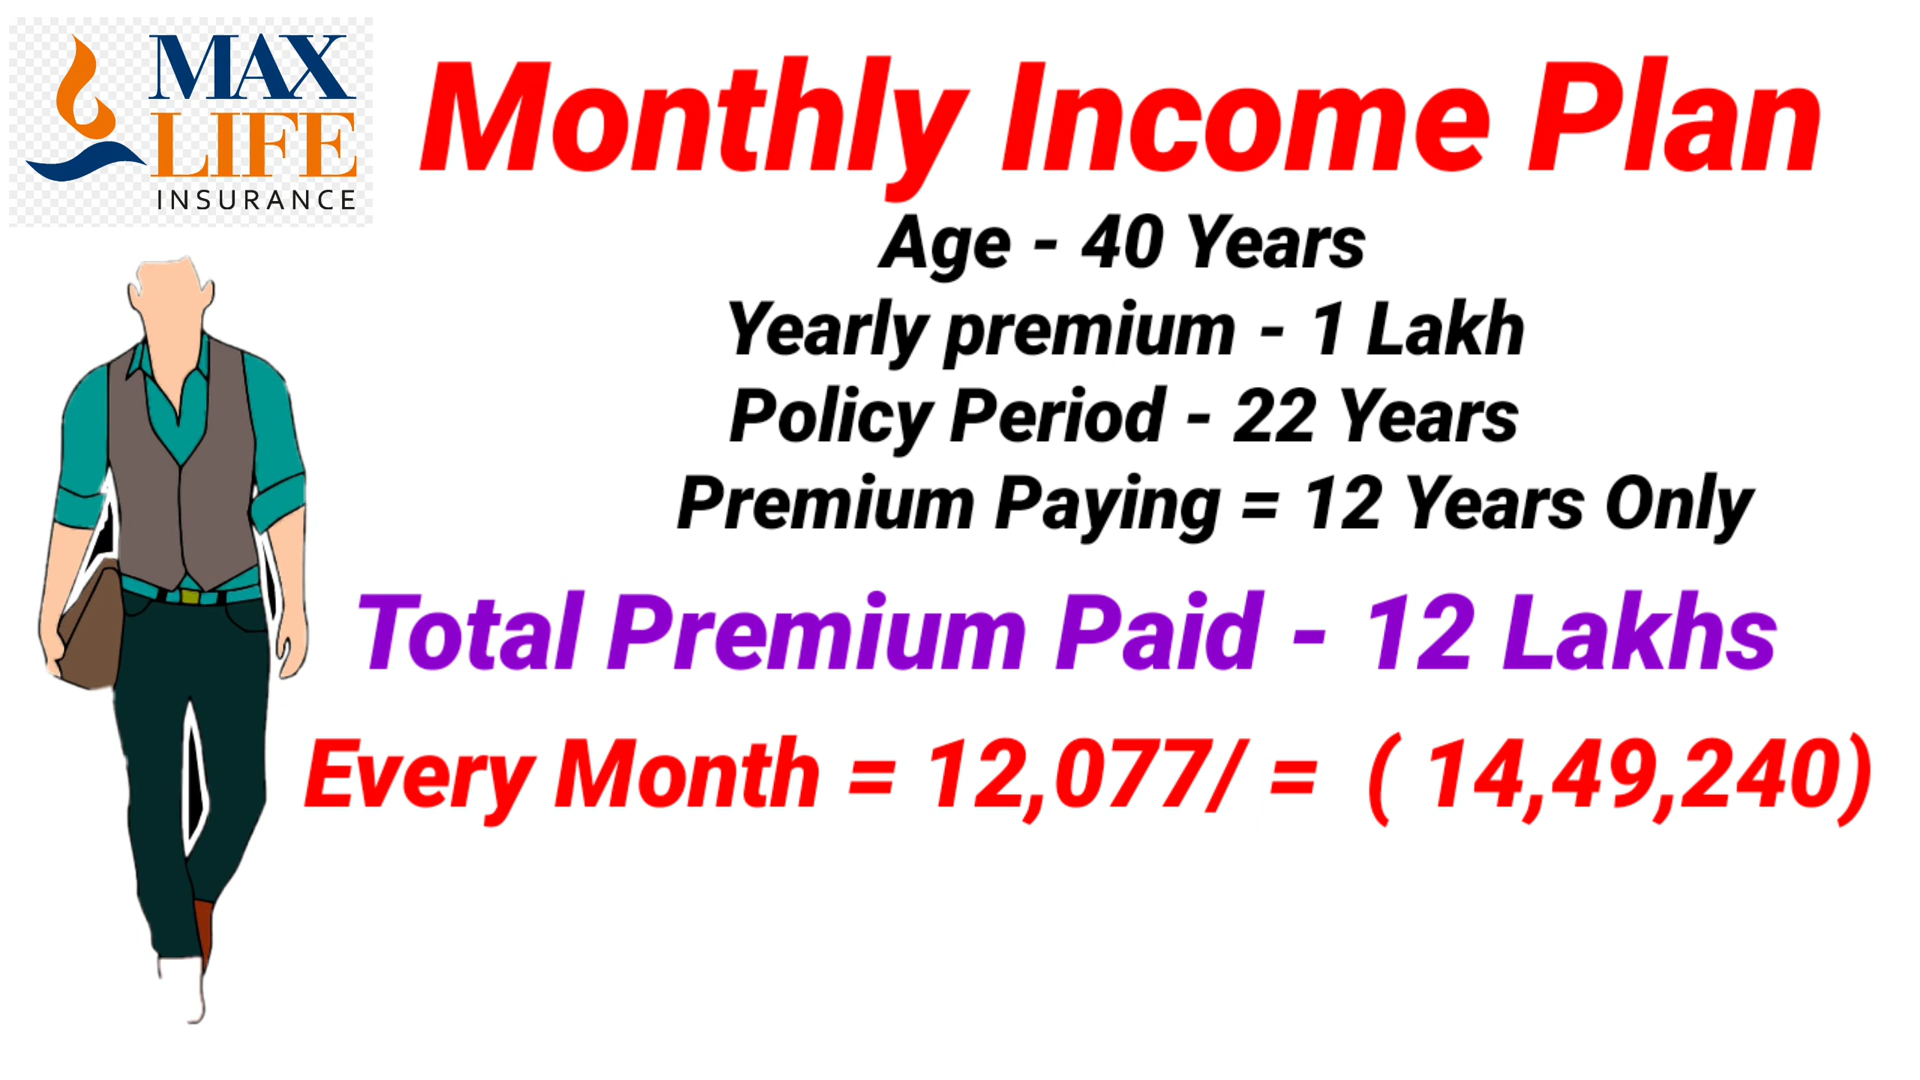 MAX
LIFE
INSURANCE
Monthly Income Plan
Age - 40 Years
Yearly premium - 1 Lakh
Policy Period - 22 Years
Premium Paying = 12 Years Only
Total Premium Paid - 12 Lakhs
Every Month = 12,077/ = ( 14,49,240)